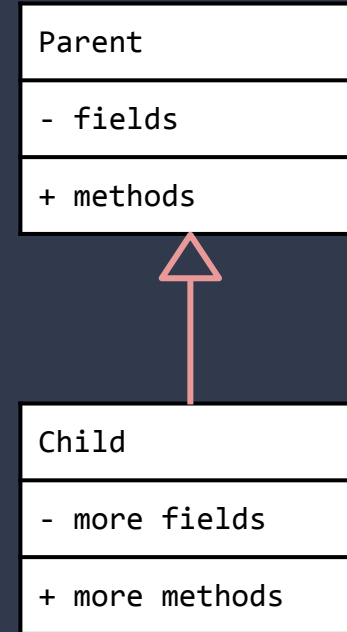 Parent
- fields
+ methods
Child
- more fields
+ more methods